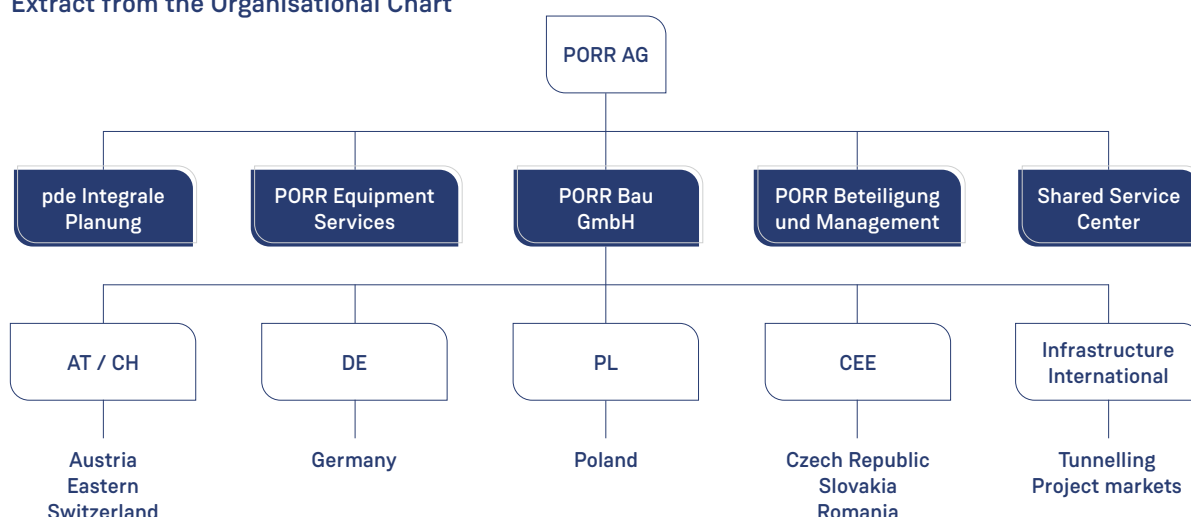 Extract from the Organisational Chart
PORR AG
pde Integrale
Planung
PORR Equipment
Services
PORR Bau
GmbH
PORR Beteiligung
und Management
Shared Service
Center
AT / CH
DE
PL
CEE
Infrastructure
International
Austria
Eastern
Switzerland
Germany
Poland
Czech Republic
Slovakia
Romania
Tunnelling
Project markets